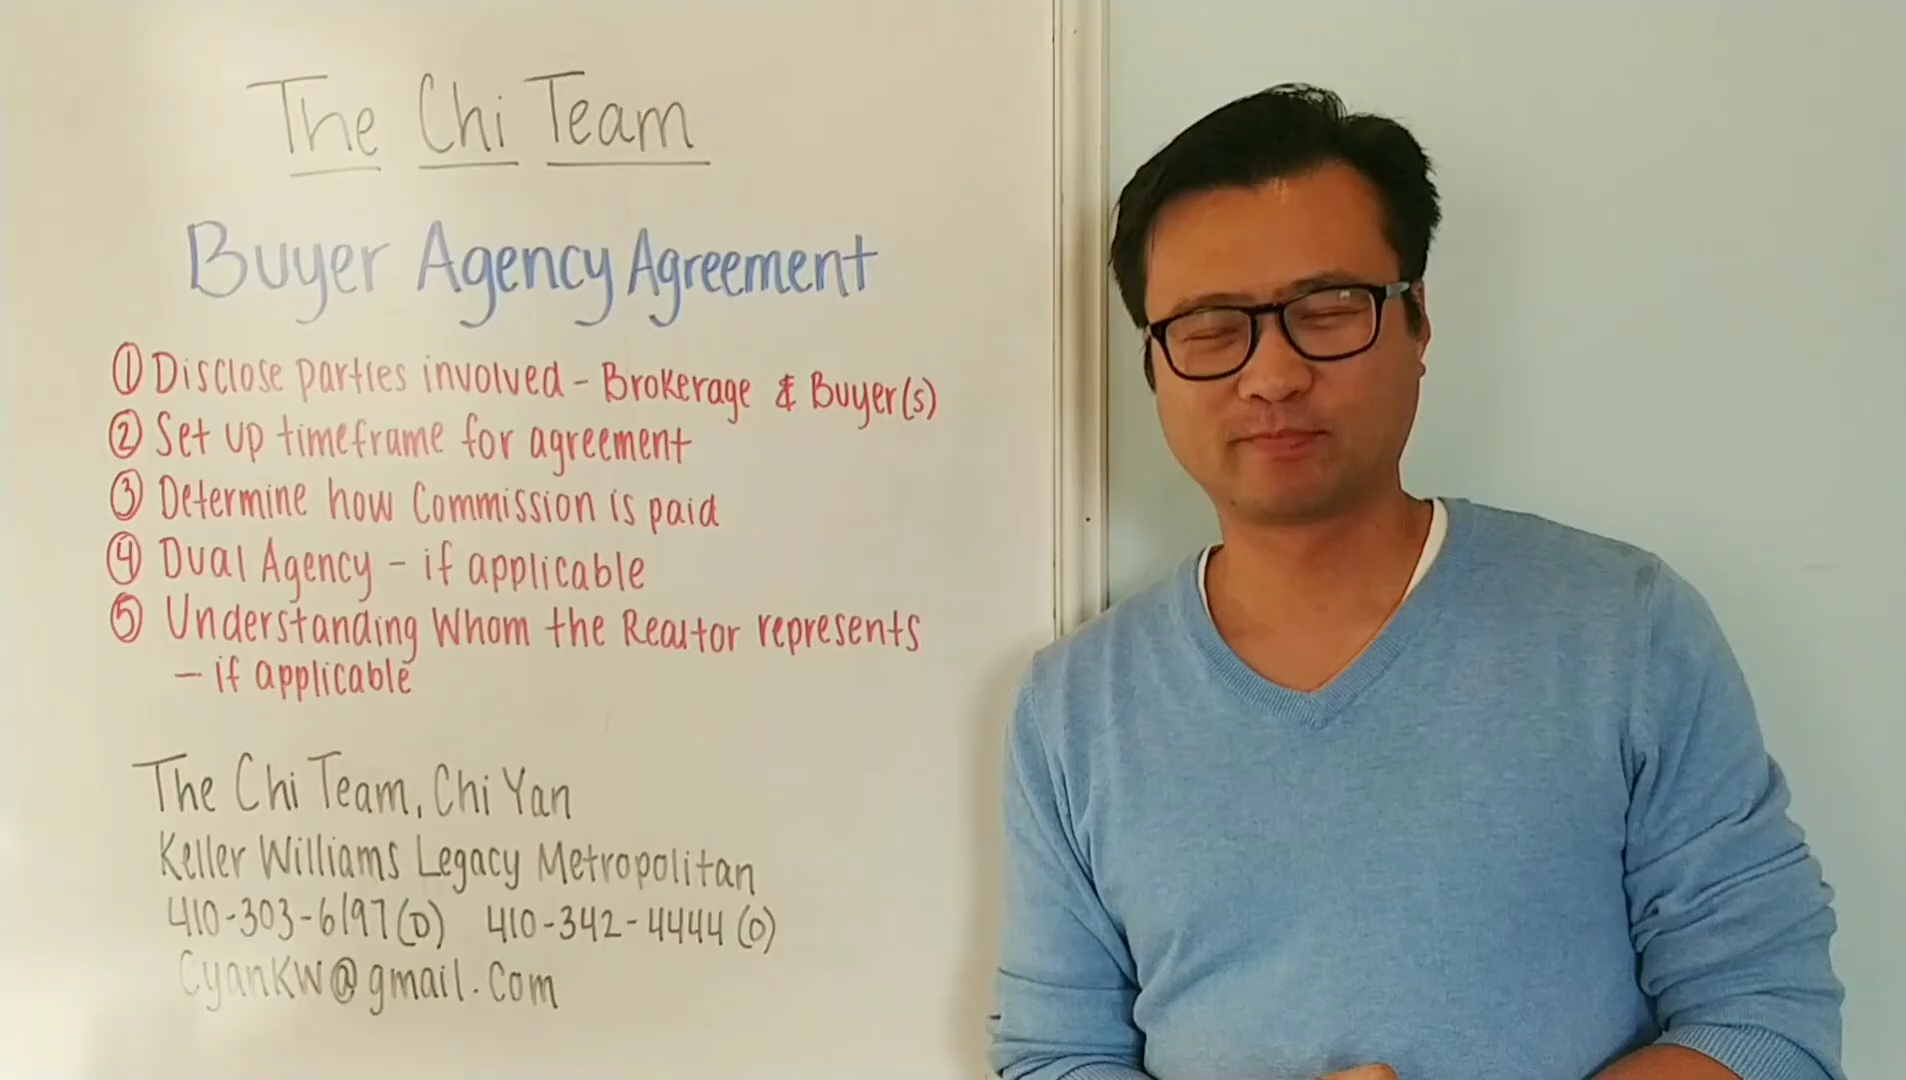 The Chi Team
Buyer Agency Agreement
① Disclose parties involved - Brokerage & Buyer(s)
② Set up timeframe for agreement
③ Determine how Commission is paid
④ Dual Agency - if applicable
⑤ Understanding Whom the Realtor represents
- if applicable
The Chi Team, Chi Yan
Keller Williams Legacy Metropolitan
410-303-6197(D) 410-342-4444(O)
CyanKW@gmail.com